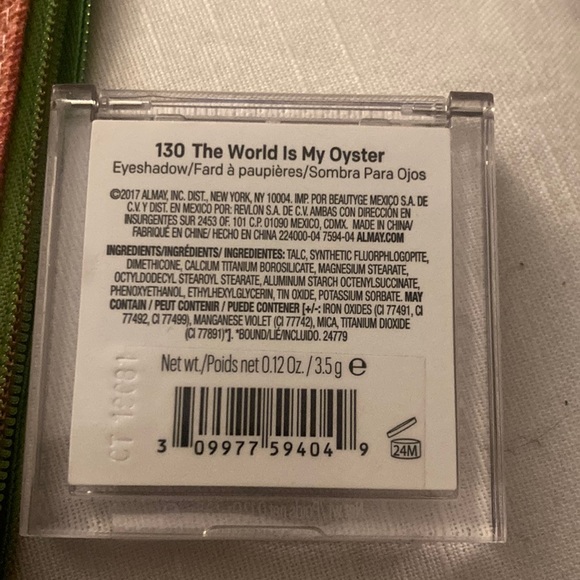 130 The World Is My Oyster
Eyeshadow/Fard à paupières/Sombra Para Ojos
©2017 ALMAY, INC. DIST., NEW YORK, NY 10004. IMP. POR BEAUTYGE MEXICO S.A. DE
C.V. Y DIST. EN MEXICO POR: REVLON S.A. DE C.V. AMBAS CON DIRECCIÓN EN
INSURGENTES SUR 2453 OF. 101 C.P. 01090 MEXICO, CDMX. MADE IN CHINA/
FABRIQUÉ EN CHINE/ HECHO EN CHINA 224000-04 7594-04 ALMAY.COM
INGREDIENTS/INGRÉDIENTS/ INGREDIENTES: TALC, SYNTHETIC FLUORPHLOGOPITE,
DIMETHICONE, CALCIUM TITANIUM BOROSILICATE, MAGNESIUM STEARATE,
OCTYLDODECYL STEAROYL STEARATE, ALUMINUM STARCH OCTENYLSUCCINATE,
PHENOXYETHANOL, ETHYLHEXYLGLYCERIN, TIN OXIDE, POTASSIUM SORBATE. MAY
CONTAIN / PEUT CONTENIR / PUEDE CONTENER [+/-: IRON OXIDES (CI 77491, CI
77492, CI 77499), MANGANESE VIOLET (CI 77742), MICA, TITANIUM DIOXIDE
(CI 77891)*]. *BOUND/LIÉ/INCLUIDO. 24779
Net wt./Poids net 0.12 Oz. / 3.5 g e
3 09977 59404 9
24M